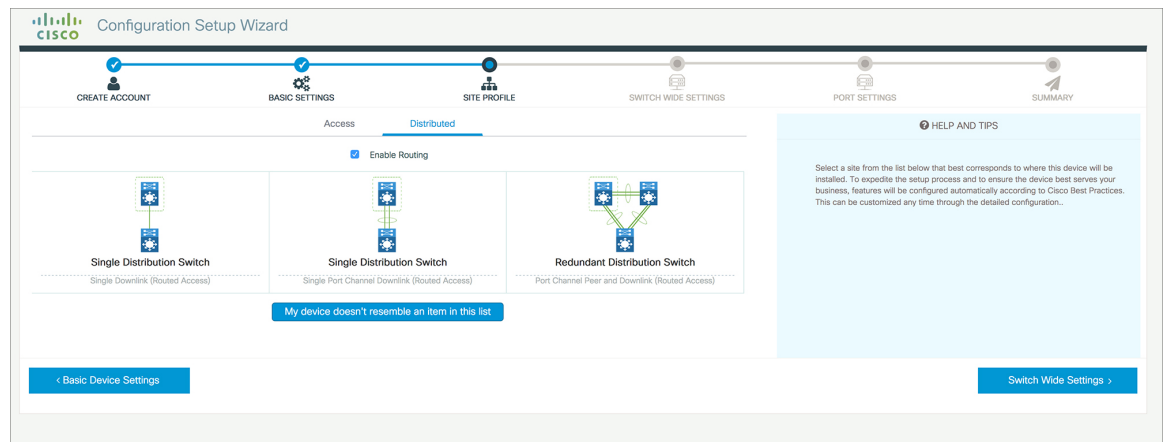 CISCO
Configuration Setup Wizard
CREATE ACCOUNT
BASIC SETTINGS
SITE PROFILE
SWITCH WIDE SETTINGS
PORT SETTINGS
SUMMARY
Access
Distributed
Enable Routing
Single Distribution Switch
Single Downlink (Routed Access)
Single Distribution Switch
Single Port Channel Downlink (Routed Access)
Redundant Distribution Switch
Port Channel Peer and Downlink (Routed Access)
My device doesn't resemble an item in this list
HELP AND TIPS
Select a site from the list below that best corresponds to where this device will be
installed. To expedite the setup process and to ensure the device best serves your
business, features will be configured automatically according to Cisco Best Practices.
This can be customized any time through the detailed configuration..
‹ Basic Device Settings
Switch Wide Settings ›